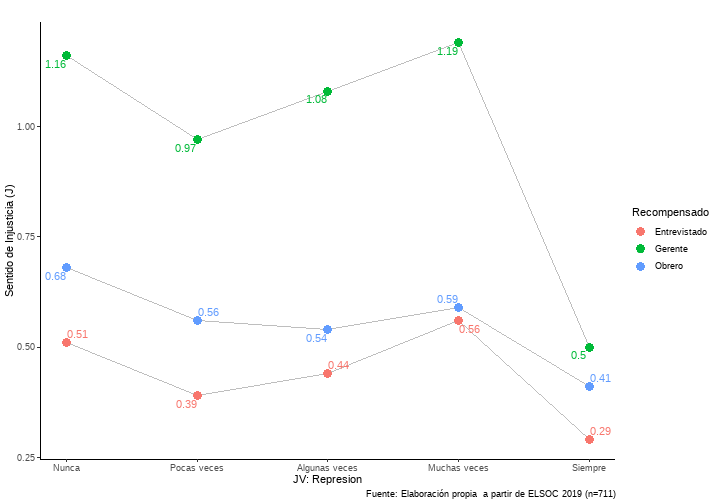 1.16
0.97
1.08
1.19
0.5
0.68
0.56
0.54
0.59
0.41
0.51
0.39
0.44
0.56
0.29
1.00
0.75
0.50
0.25
Sentido de Injusticia (J)
Nunca
Pocas veces
Algunas veces
Muchas veces
Siempre
JV: Represion
Recompensado
Entrevistado
Gerente
Obrero
Fuente: Elaboración propia  a partir de ELSOC 2019 (n=711)